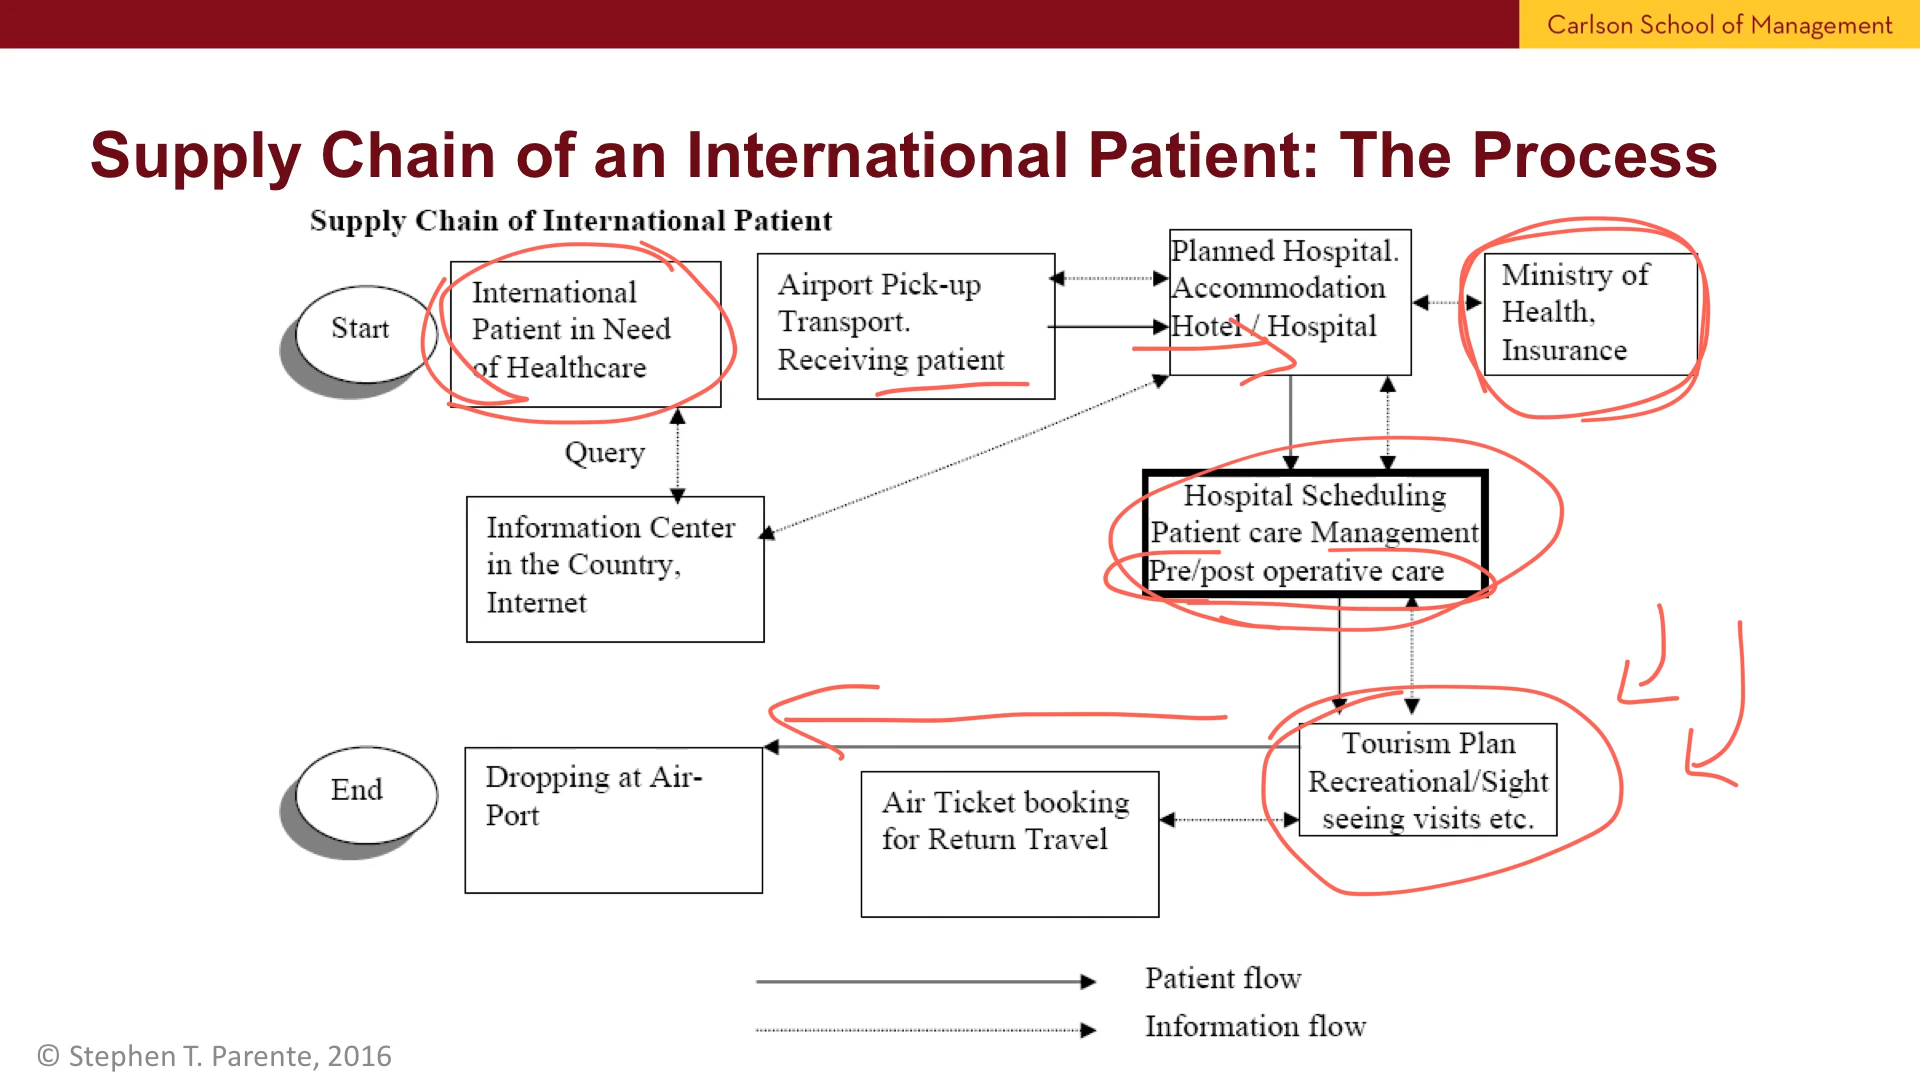 Carlson School of Management
Supply Chain of an International Patient: The Process
Supply Chain of International Patient
Start
International
Patient in Need
of Healthcare
Airport Pick-up
Transport.
Receiving patient
Planned Hospital.
Accommodation
Hotel / Hospital
Ministry of
Health,
Insurance
Query
Information Center
in the Country,
Internet
Hospital Scheduling
Patient care Management
Pre/post operative care
End
Dropping at Air-
Port
Air Ticket booking
for Return Travel
Tourism Plan
Recreational/Sight
seeing visits etc.
Patient flow
Information flow
© Stephen T. Parente, 2016